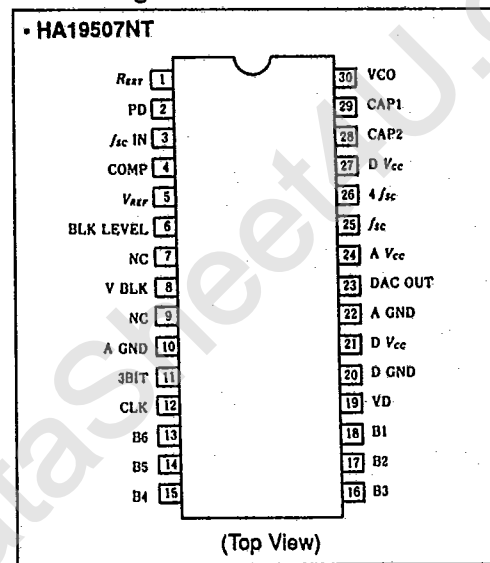 • HA19507NT
R_EXT 1
PD 2
f_SC IN 3
COMP 4
V_REF 5
BLK LEVEL 6
NC 7
V BLK 8
NC 9
A GND 10
3BIT 11
CLK 12
B6 13
B5 14
B4 15
30 VCO
29 CAP1
28 CAP2
27 D Vcc
26 4 fsc
25 fsc
24 A Vcc
23 DAC OUT
22 A GND
21 D Vcc
20 D GND
19 VD
18 B1
17 B2
16 B3
(Top View)